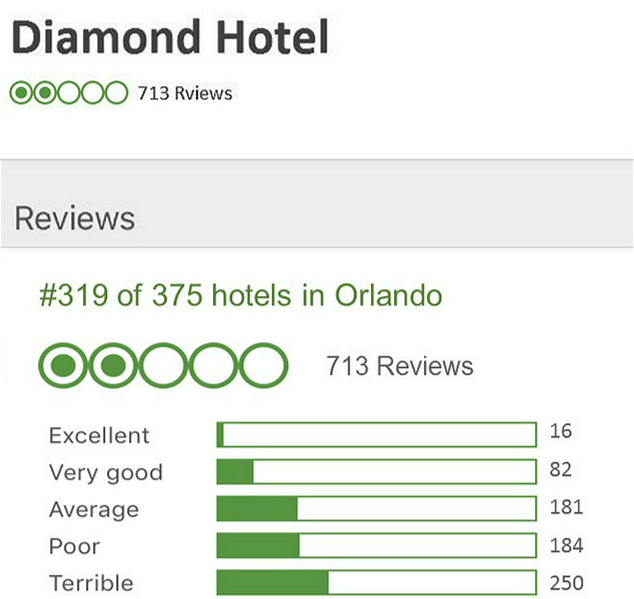 Diamond Hotel
713 Rviews
Reviews
#319 of 375 hotels in Orlando
713 Reviews
Excellent 16
Very good 82
Average 181
Poor 184
Terrible 250